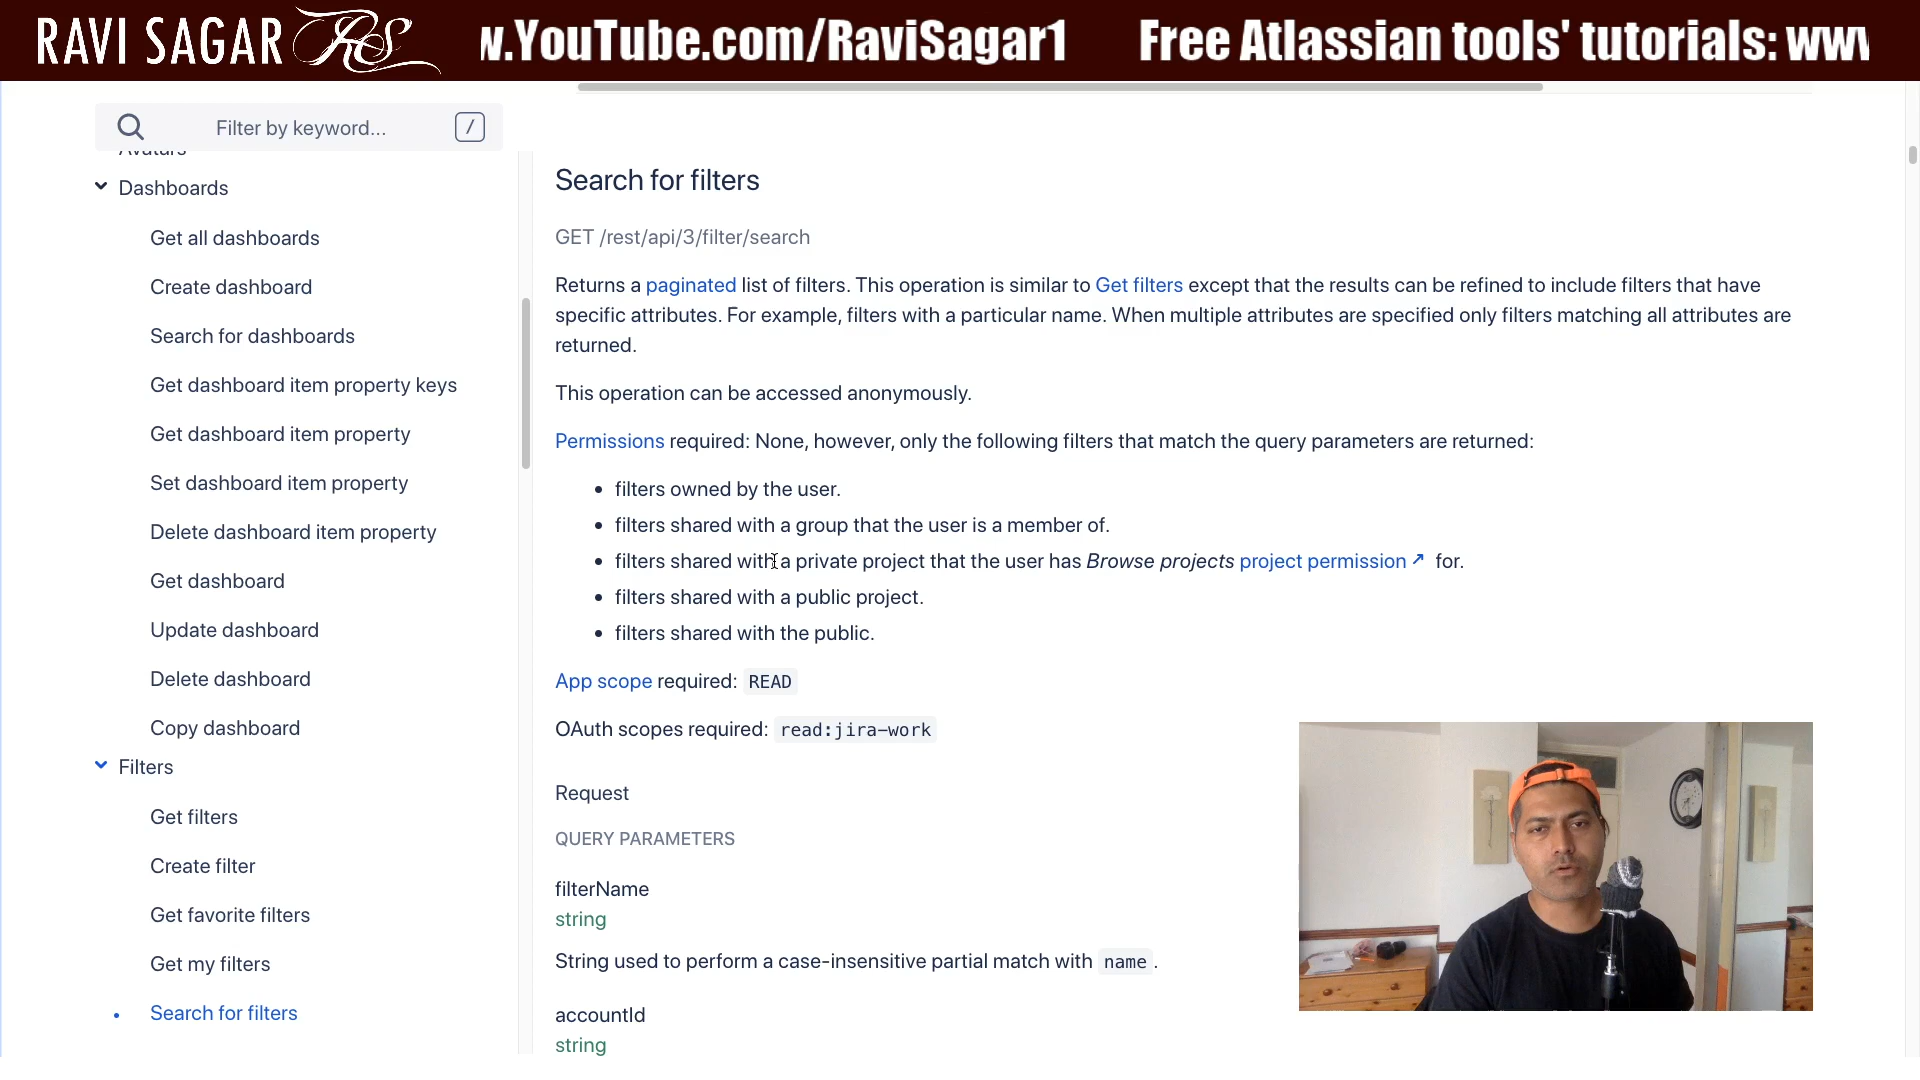 RAVI SAGAR RS
w.YouTube.com/RaviSagar1 Free Atlassian tools' tutorials: www
Filter by keyword... /
Avatars
Dashboards
Get all dashboards
Create dashboard
Search for dashboards
Get dashboard item property keys
Get dashboard item property
Set dashboard item property
Delete dashboard item property
Get dashboard
Update dashboard
Delete dashboard
Copy dashboard
Filters
Get filters
Create filter
Get favorite filters
Get my filters
Search for filters
Search for filters
GET /rest/api/3/filter/search
Returns a paginated list of filters. This operation is similar to Get filters except that the results can be refined to include filters that have
specific attributes. For example, filters with a particular name. When multiple attributes are specified only filters matching all attributes are
returned.
This operation can be accessed anonymously.
Permissions required: None, however, only the following filters that match the query parameters are returned:
• filters owned by the user.
• filters shared with a group that the user is a member of.
• filters shared with a private project that the user has Browse projects project permission ↗ for.
• filters shared with a public project.
• filters shared with the public.
App scope required: READ
OAuth scopes required: read:jira-work
Request
QUERY PARAMETERS
filterName
string
String used to perform a case-insensitive partial match with name.
accountId
string